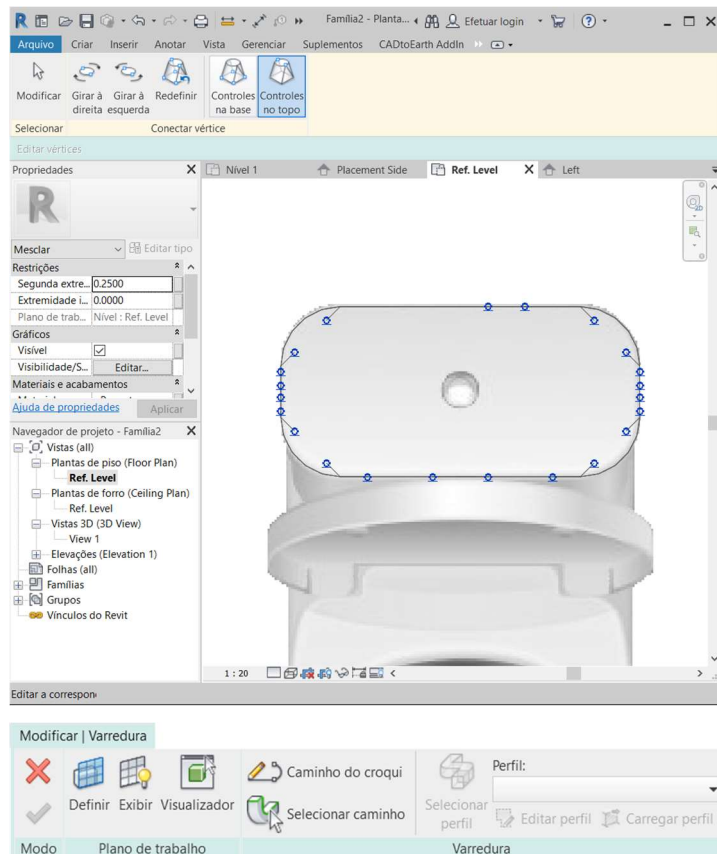 Família2 - Planta... Efetuar login
Arquivo Criar Inserir Anotar Vista Gerenciar Suplementos CADtoEarth AddIn
Modificar Girar à direita Girar à esquerda Redefinir Controles na base Controles no topo
Selecionar Conectar vértice
Editar vértices
Propriedades Nível 1 Placement Side Ref. Level Left
Mesclar Editar tipo
Restrições
Segunda extre... 0.2500
Extremidade i... 0.0000
Plano de trab... Nível : Ref. Level
Gráficos
Visível
Visibilidade/S... Editar...
Materiais e acabamentos
Ajuda de propriedades Aplicar
Navegador de projeto - Família2
Vistas (all)
Plantas de piso (Floor Plan)
Ref. Level
Plantas de forro (Ceiling Plan)
Ref. Level
Vistas 3D (3D View)
View 1
Elevações (Elevation 1)
Folhas (all)
Famílias
Grupos
Vínculos do Revit
1 : 20
Editar a correspon
Modificar | Varredura
Definir Exibir Visualizador
Caminho do croqui
Selecionar caminho
Selecionar perfil
Perfil:
Editar perfil Carregar perfil
Modo Plano de trabalho Varredura